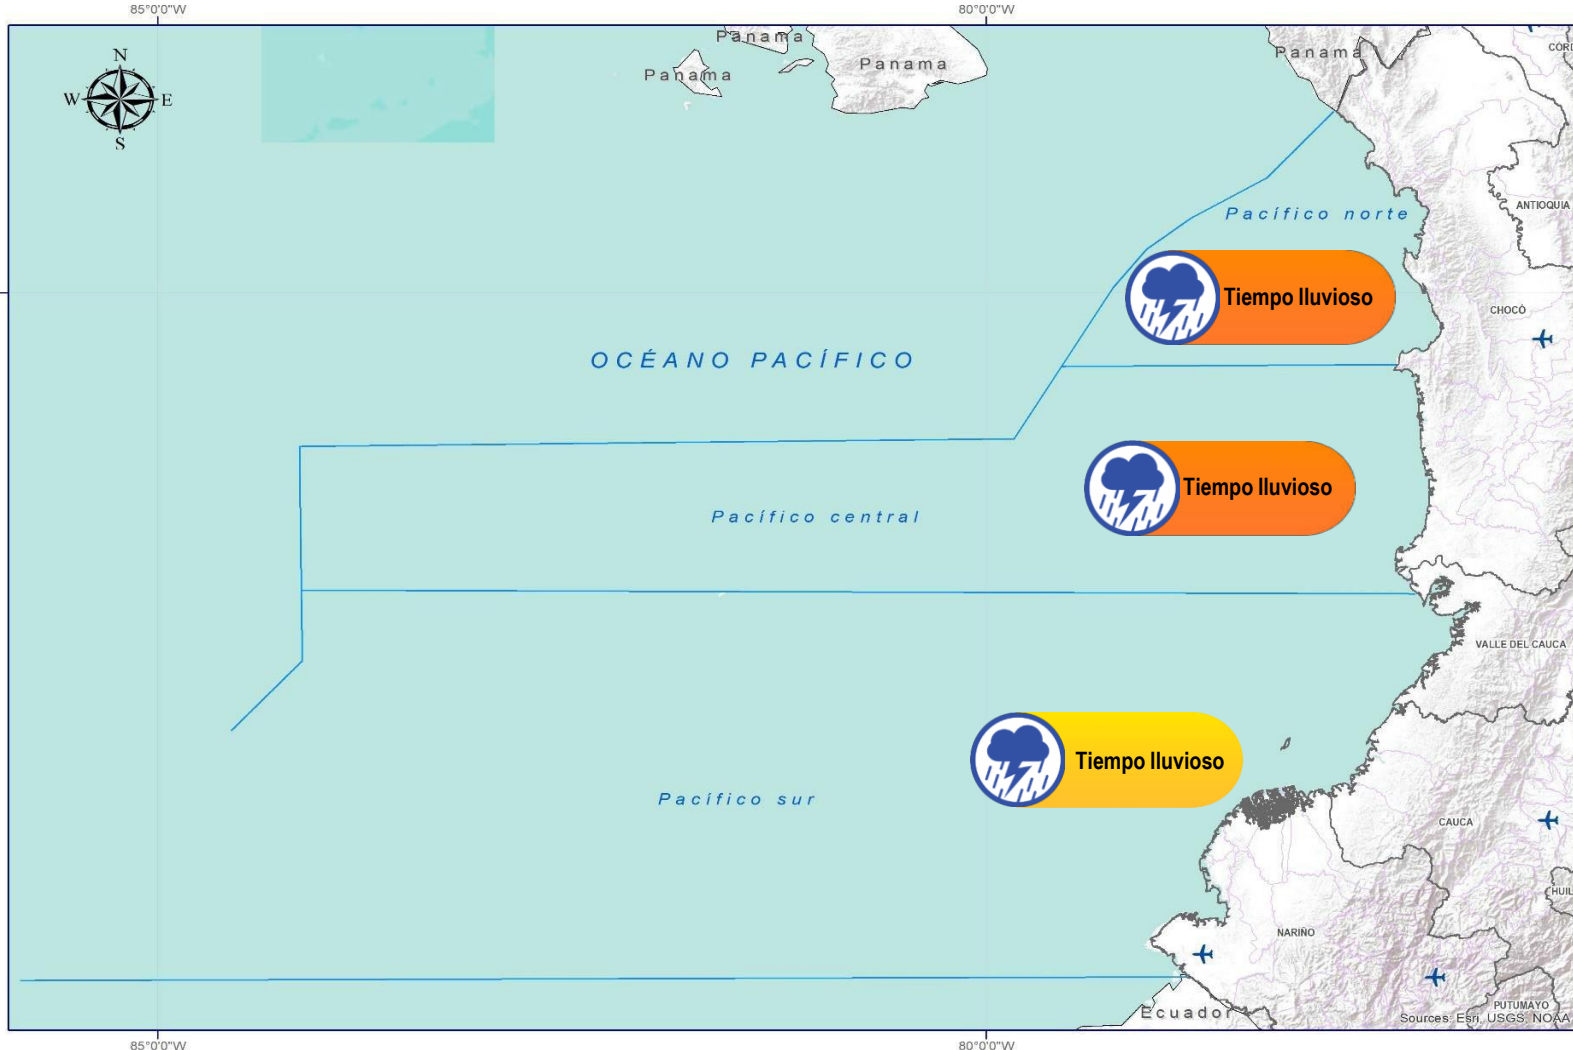 85°0'0"W
80°0'0"W
N
W
E
S
Panama
Panama
Panama
Panama
CÓRD
ANTIOQUIA
Pacífico norte
Tiempo lluvioso
CHOCÓ
OCÉANO PACÍFICO
Tiempo lluvioso
Pacífico central
VALLE DEL CAUCA
Tiempo lluvioso
Pacífico sur
CAUCA
HUIL
NARIÑO
PUTUMAYO
Ecuador
Sources: Esri, USGS, NOAA
85°0'0"W
80°0'0"W